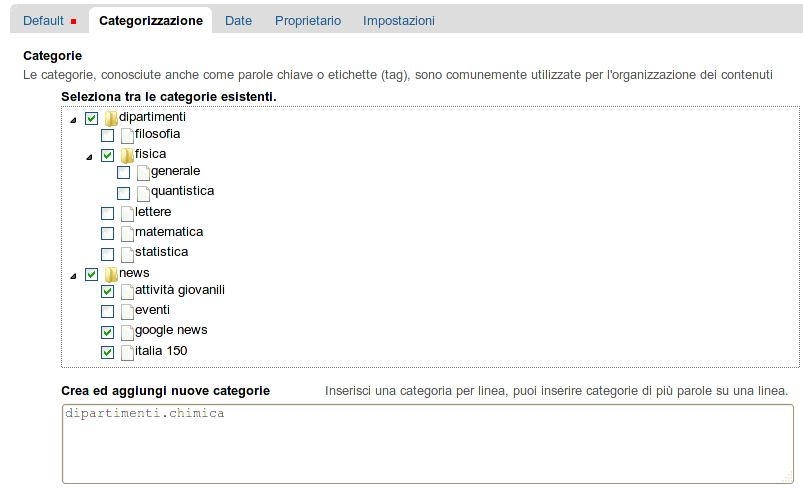 Default Categorizzazione Date Proprietario Impostazioni
Categorie
Le categorie, conosciute anche come parole chiave o etichette (tag), sono comunemente utilizzate per l'organizzazione dei contenuti
Seleziona tra le categorie esistenti.
dipartimenti
filosofia
fisica
generale
quantistica
lettere
matematica
statistica
news
attività giovanili
eventi
google news
italia 150
Crea ed aggiungi nuove categorie Inserisci una categoria per linea, puoi inserire categorie di più parole su una linea.
dipartimenti.chimica